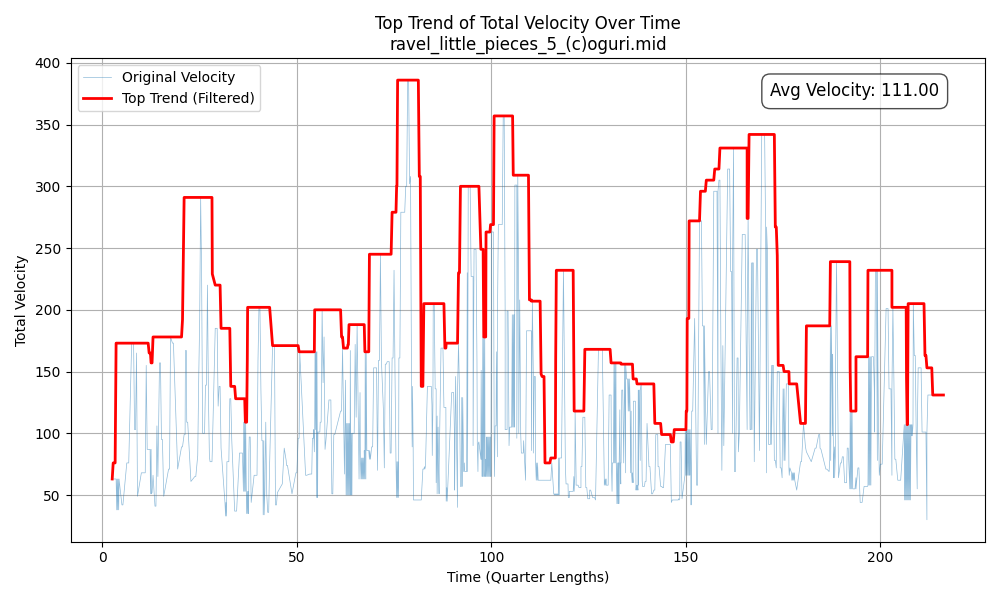 Top Trend of Total Velocity Over Time
ravel_little_pieces_5_(c)oguri.mid
Original Velocity
Top Trend (Filtered)
Avg Velocity: 111.00
Total Velocity
400
350
300
250
200
150
100
50
0
50
100
150
200
Time (Quarter Lengths)